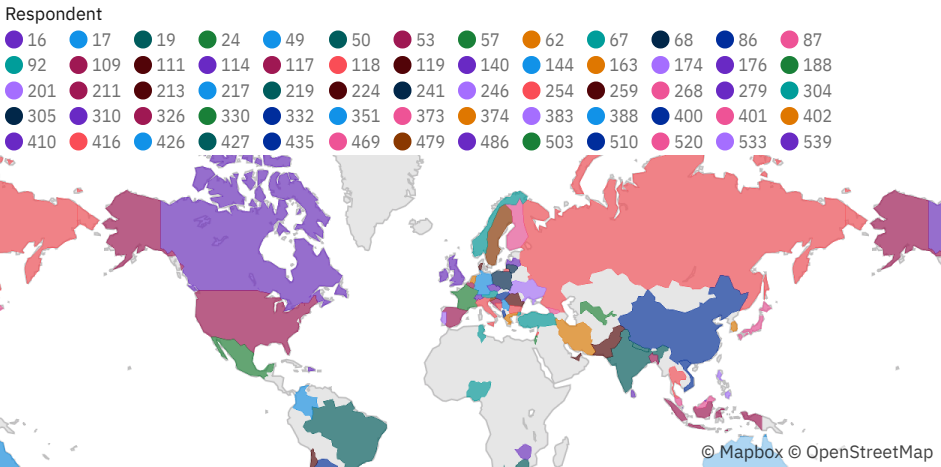 Respondent
16 17 19 24 49 50 53 57 62 67 68 86 87
92 109 111 114 117 118 119 140 144 163 174 176 188
201 211 213 217 219 224 241 246 254 259 268 279 304
305 310 326 330 332 351 373 374 383 388 400 401 402
410 416 426 427 435 469 479 486 503 510 520 533 539
© Mapbox © OpenStreetMap